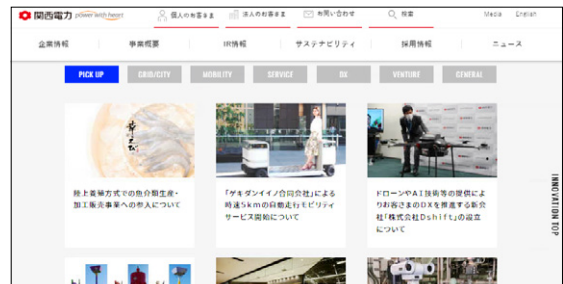 関西電力 power with heart
個人のお客さま 法人のお客さま お問い合わせ 検索 Media English
企業情報 事業概要 IR情報 サステナビリティ 採用情報 ニュース
PICK UP GRID/CITY MOBILITY SERVICE DX VENTURE GENERAL
幸えび
陸上養殖方式での魚介類生産・
加工販売事業への参入について
「ゲキダンイイノ合同会社」による
時速5kmの自動走行モビリティ
サービス開始について
ドローンやAI技術等の提供によ
りお客さまのDXを推進する新会
社「株式会社Dshift」の設立
について
INNOVATION TOP